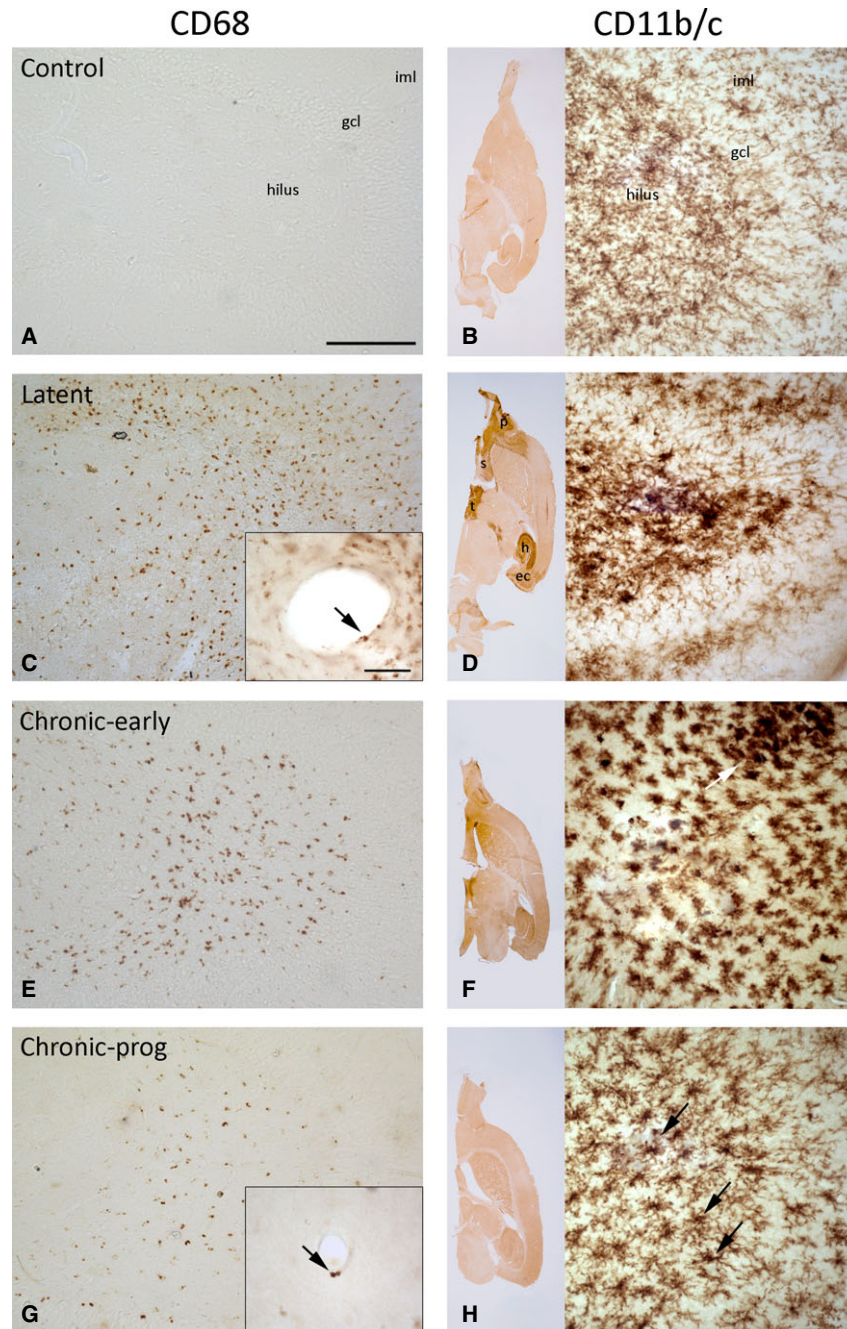 CD68
CD11b/c
Control
iml
gcl
hilus
A
iml
gcl
hilus
B
Latent
C
p
s
t
h
ec
D
Chronic-early
E
F
Chronic-prog
G
H